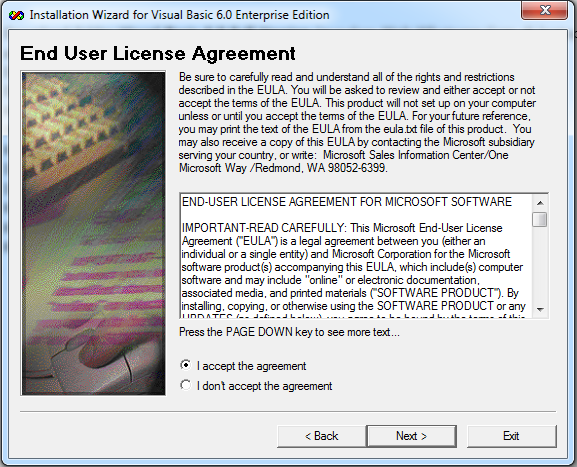 Installation Wizard for Visual Basic 6.0 Enterprise Edition
End User License Agreement
Be sure to carefully read and understand all of the rights and restrictions
described in the EULA. You will be asked to review and either accept or not
accept the terms of the EULA. This product will not set up on your computer
unless or until you accept the terms of the EULA. For your future reference,
you may print the text of the EULA from the eula.txt file of this product. You
may also receive a copy of this EULA by contacting the Microsoft subsidiary
serving your country, or write: Microsoft Sales Information Center/One
Microsoft Way /Redmond, WA 98052-6399.
END-USER LICENSE AGREEMENT FOR MICROSOFT SOFTWARE
IMPORTANT-READ CAREFULLY: This Microsoft End-User License
Agreement ("EULA") is a legal agreement between you (either an
individual or a single entity) and Microsoft Corporation for the Microsoft
software product(s) accompanying this EULA, which include(s) computer
software and may include "online" or electronic documentation,
associated media, and printed materials ("SOFTWARE PRODUCT"). By
installing, copying, or otherwise using the SOFTWARE PRODUCT or any
UPDATES (as defined below), you agree to be bound by the terms of this
Press the PAGE DOWN key to see more text...
I accept the agreement
I don't accept the agreement
< Back
Next >
Exit